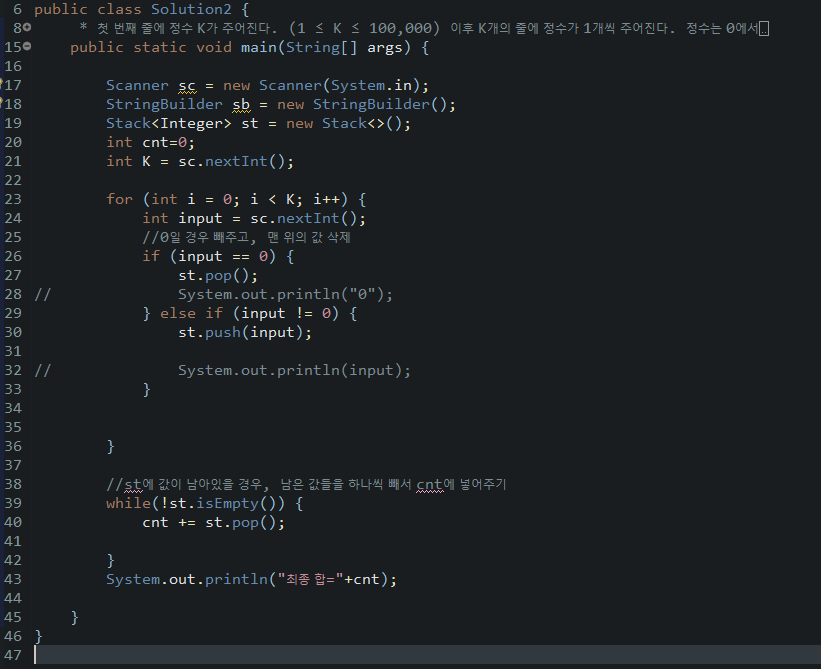 6 public class Solution2 {
8 * 첫 번째 줄에 정수 K가 주어진다. (1 ≤ K ≤ 100,000) 이후 K개의 줄에 정수가 1개씩 주어진다. 정수는 0에서..
15 public static void main(String[] args) {
16
17 Scanner sc = new Scanner(System.in);
18 StringBuilder sb = new StringBuilder();
19 Stack<Integer> st = new Stack<>();
20 int cnt=0;
21 int K = sc.nextInt();
22
23 for (int i = 0; i < K; i++) {
24 int input = sc.nextInt();
25 //0일 경우 빼주고, 맨 위의 값 삭제
26 if (input == 0) {
27 st.pop();
28 // System.out.println("0");
29 } else if (input != 0) {
30 st.push(input);
31
32 // System.out.println(input);
33 }
34
35
36 }
37
38 //st에 값이 남아있을 경우, 남은 값들을 하나씩 빼서 cnt에 넣어주기
39 while(!st.isEmpty()) {
40 cnt += st.pop();
41
42 }
43 System.out.println("최종 합="+cnt);
44
45 }
46 }
47